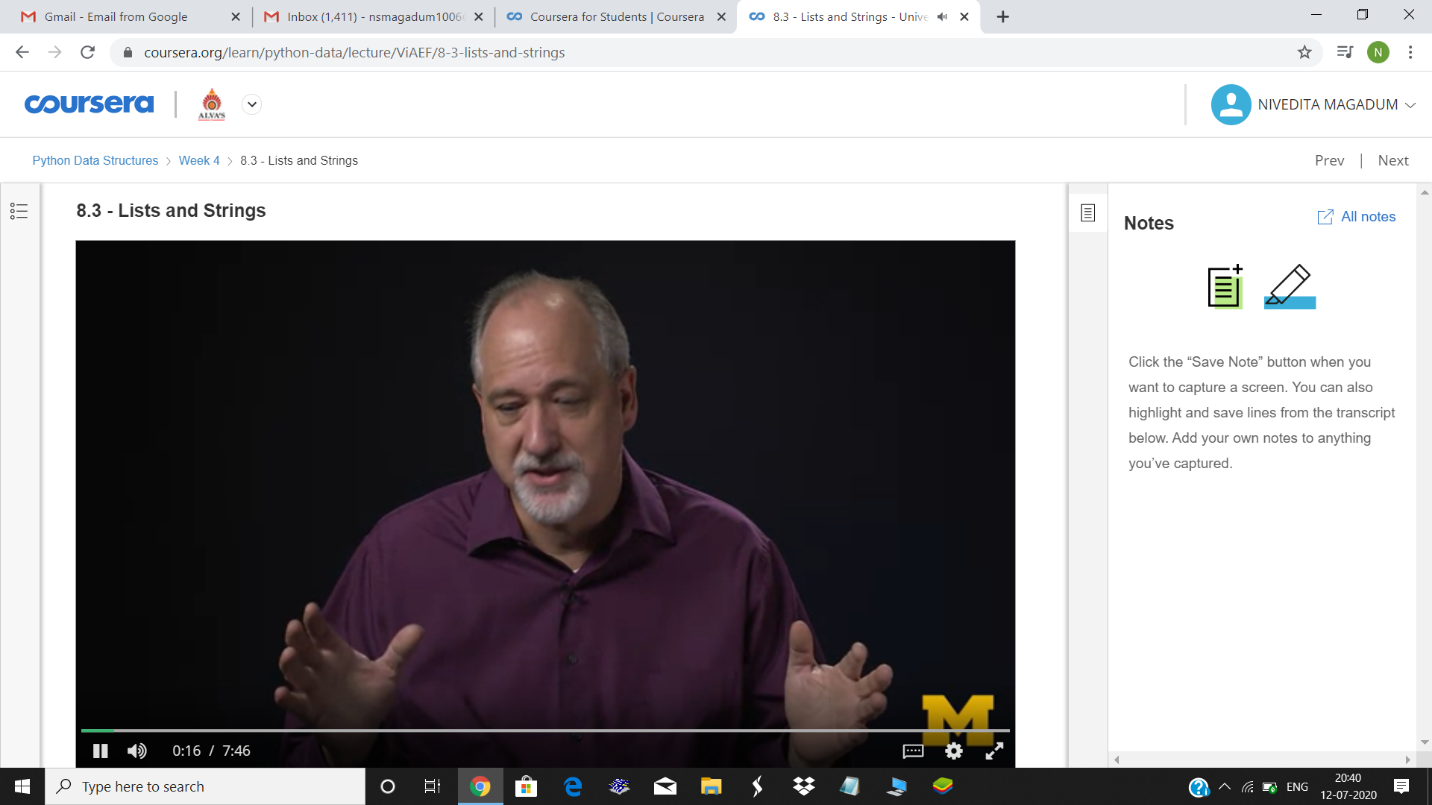 Gmail - Email from Google
Inbox (1,411) - nsmagadum1006
Coursera for Students | Coursera
8.3 - Lists and Strings - Unive
coursera.org/learn/python-data/lecture/ViAEF/8-3-lists-and-strings
N
coursera
ALVA'S
NIVEDITA MAGADUM
Python Data Structures > Week 4 > 8.3 - Lists and Strings
Prev | Next
8.3 - Lists and Strings
Notes
All notes
Click the “Save Note” button when you
want to capture a screen. You can also
highlight and save lines from the transcript
below. Add your own notes to anything
you’ve captured.
M
0:16 / 7:46
Type here to search
ENG
20:40
12-07-2020